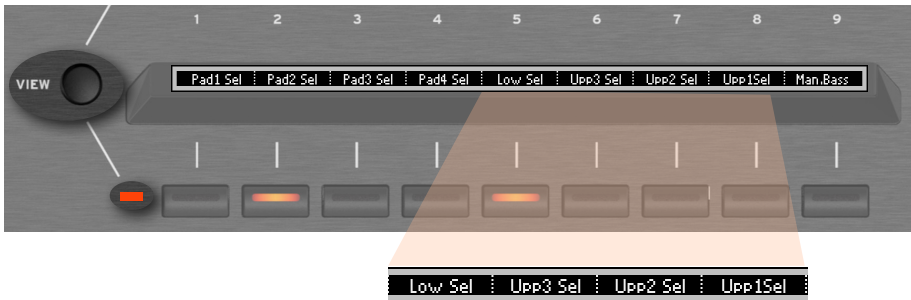 1 2 3 4 5 6 7 8 9
VIEW
Pad1 Sel Pad2 Sel Pad3 Sel Pad4 Sel Low Sel Upp3 Sel Upp2 Sel Upp1Sel Man.Bass
Low Sel Upp3 Sel Upp2 Sel Upp1Sel